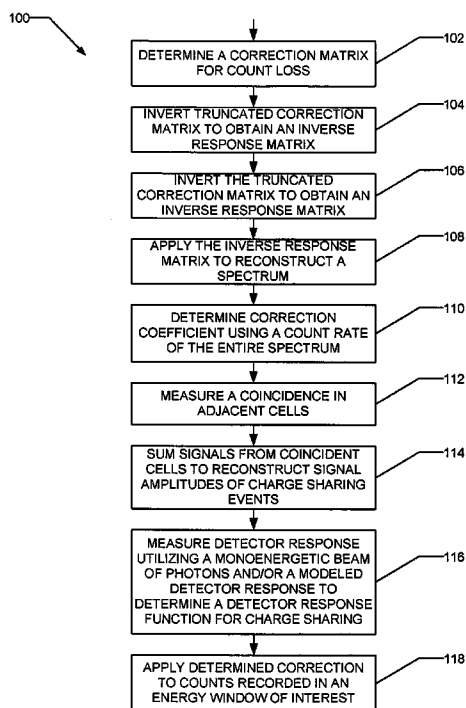 100
DETERMINE A CORRECTION MATRIX
FOR COUNT LOSS
102
INVERT TRUNCATED CORRECTION
MATRIX TO OBTAIN AN INVERSE
RESPONSE MATRIX
104
INVERT THE TRUNCATED
CORRECTION MATRIX TO OBTAIN AN
INVERSE RESPONSE MATRIX
106
APPLY THE INVERSE RESPONSE
MATRIX TO RECONSTRUCT A
SPECTRUM
108
DETERMINE CORRECTION
COEFFICIENT USING A COUNT RATE
OF THE ENTIRE SPECTRUM
110
MEASURE A COINCIDENCE IN
ADJACENT CELLS
112
SUM SIGNALS FROM COINCIDENT
CELLS TO RECONSTRUCT SIGNAL
AMPLITUDES OF CHARGE SHARING
EVENTS
114
MEASURE DETECTOR RESPONSE
UTILIZING A MONOENERGETIC BEAM
OF PHOTONS AND/OR A MODELED
DETECTOR RESPONSE TO
DETERMINE A DETECTOR RESPONSE
FUNCTION FOR CHARGE SHARING
116
APPLY DETERMINED CORRECTION
TO COUNTS RECORDED IN AN
ENERGY WINDOW OF INTEREST
118